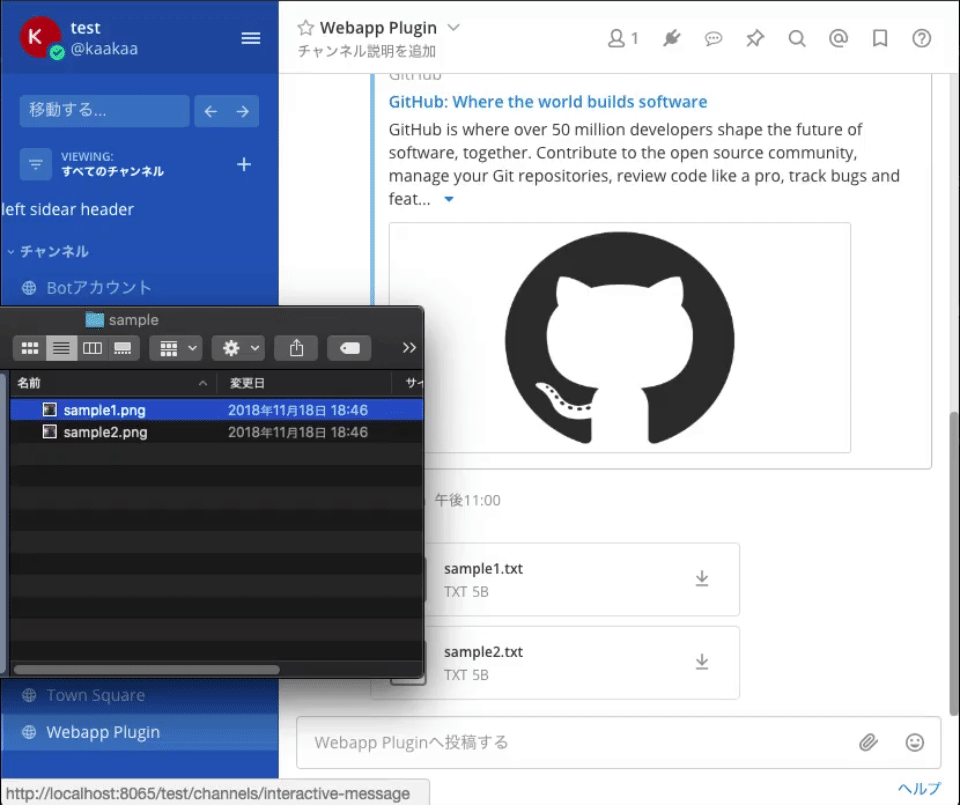 K
test
@kaakaa
移動する...
VIEWING:
すべてのチャンネル
left sidear header
チャンネル
Botアカウント
Webapp Plugin
チャンネル説明を追加
1
GitHub
GitHub: Where the world builds software
GitHub is where over 50 million developers shape the future of
software, together. Contribute to the open source community,
manage your Git repositories, review code like a pro, track bugs and
feat...
sample
名前
変更日
サイ
sample1.png
2018年11月18日 18:46
sample2.png
2018年11月18日 18:46
午後11:00
sample1.txt
TXT 5B
sample2.txt
TXT 5B
Town Square
Webapp Plugin
Webapp Pluginへ投稿する
ヘルプ
http://localhost:8065/test/channels/interactive-message